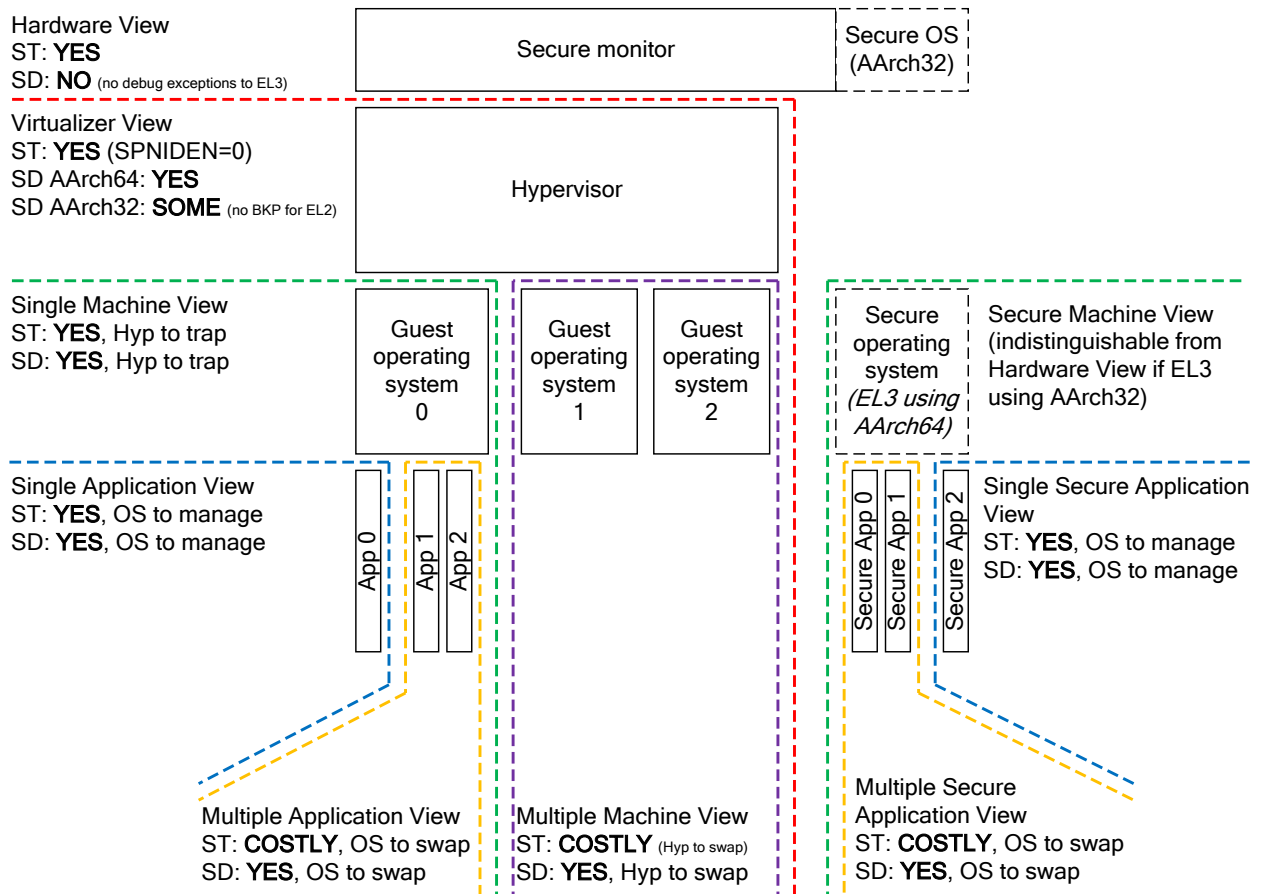 Hardware View
ST: YES
SD: NO (no debug exceptions to EL3)
Secure monitor
Secure OS
(AArch32)
Virtualizer View
ST: YES (SPNIDEN=0)
SD AArch64: YES
SD AArch32: SOME (no BKP for EL2)
Hypervisor
Single Machine View
ST: YES, Hyp to trap
SD: YES, Hyp to trap
Guest
operating
system
0
Guest
operating
system
1
Guest
operating
system
2
Secure
operating
system
(EL3 using
AArch64)
Secure Machine View
(indistinguishable from
Hardware View if EL3
using AArch32)
Single Application View
ST: YES, OS to manage
SD: YES, OS to manage
App 0
App 1
App 2
Secure App 0
Secure App 1
Secure App 2
Single Secure Application
View
ST: YES, OS to manage
SD: YES, OS to manage
Multiple Application View
ST: COSTLY, OS to swap
SD: YES, OS to swap
Multiple Machine View
ST: COSTLY (Hyp to swap)
SD: YES, Hyp to swap
Multiple Secure
Application View
ST: COSTLY, OS to swap
SD: YES, OS to swap